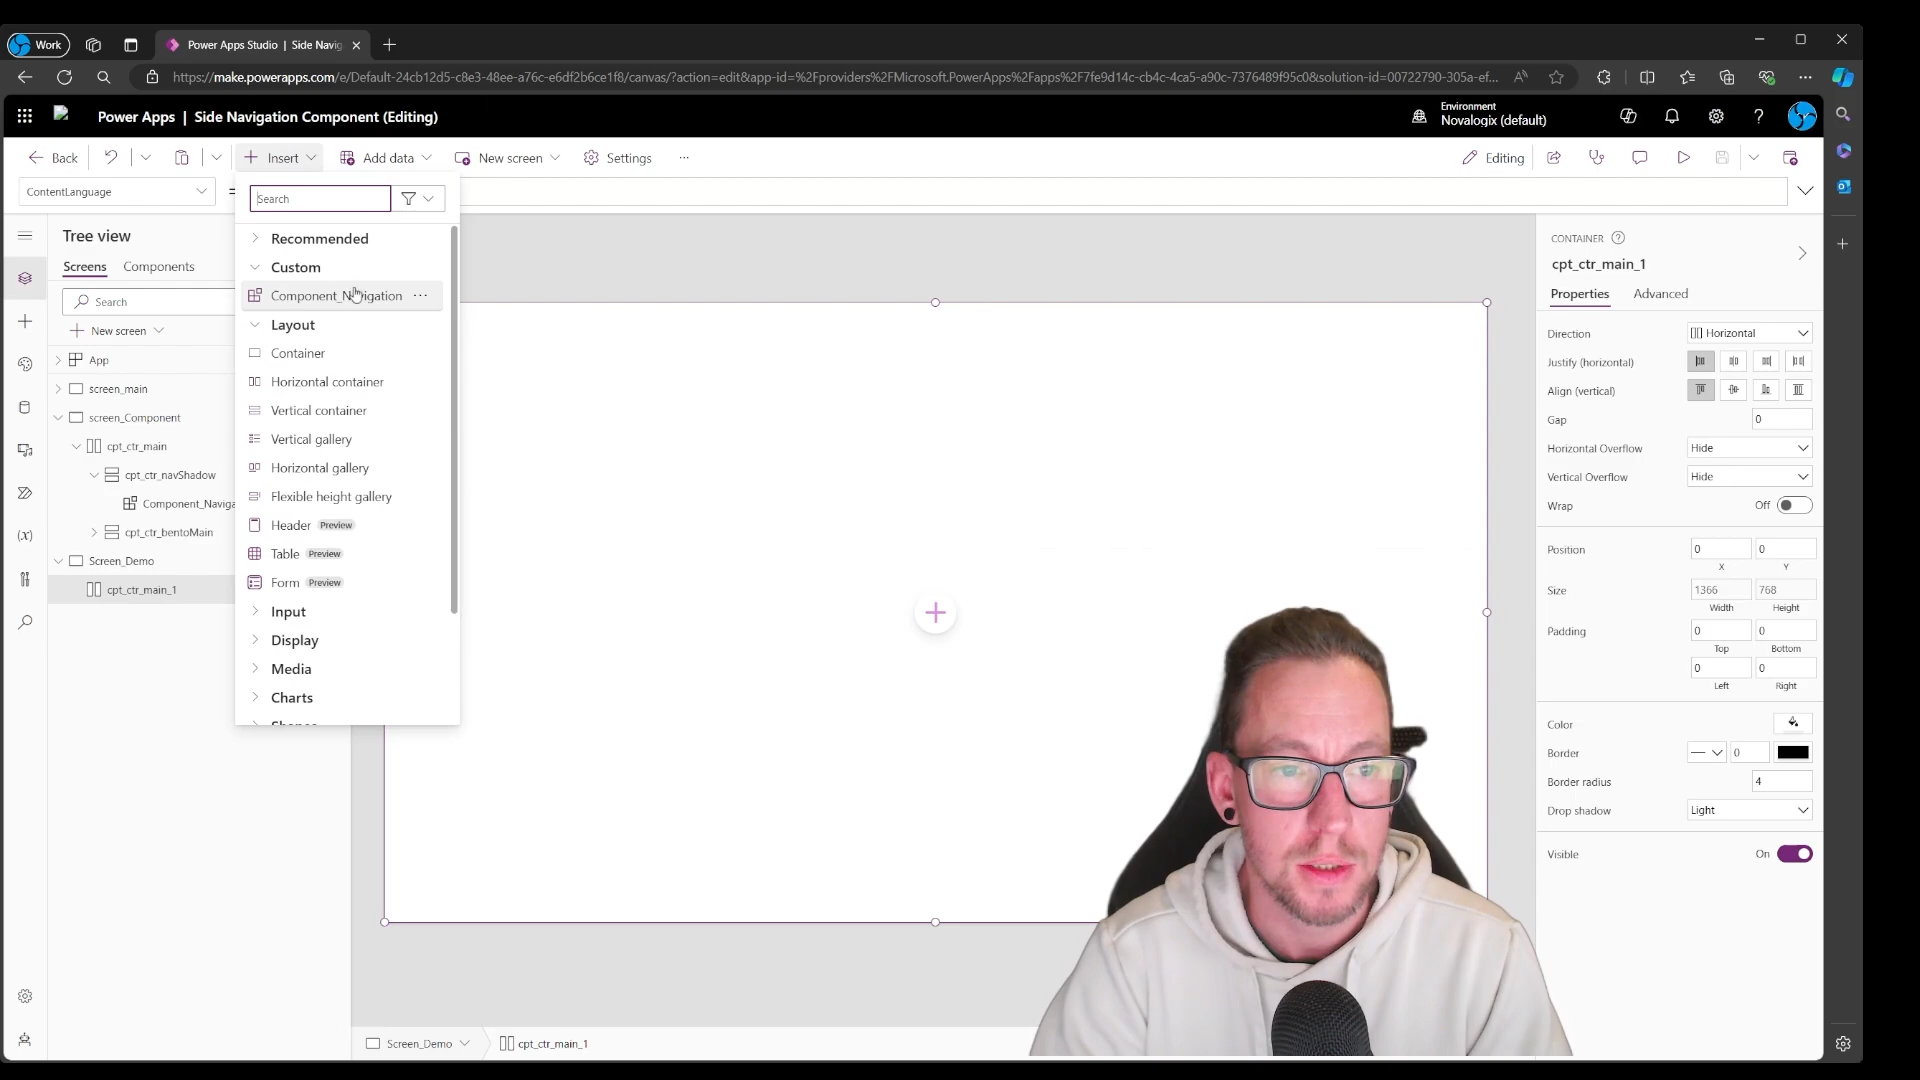 Work
Power Apps Studio | Side Navig
https://make.powerapps.com/e/Default-24cb12d5-c8e3-48ee-a76c-e6df2b6ce1f8/canvas/?action=edit&app-id=%2Fproviders%2FMicrosoft.PowerApps%2Fapps%2F7fe9d14c-cb4c-4ca5-a90c-7376489f95c0&solution-id=00722790-305a-ef...
Power Apps | Side Navigation Component (Editing)
Environment
Novalogix (default)
Back
Insert
Add data
New screen
Settings
Editing
ContentLanguage
=
Search
Tree view
Screens
Components
Search
New screen
App
screen_main
screen_Component
cpt_ctr_main
cpt_ctr_navShadow
Component_Naviga
cpt_ctr_bentoMain
Screen_Demo
cpt_ctr_main_1
Recommended
Custom
Component_Navigation
Layout
Container
Horizontal container
Vertical container
Vertical gallery
Horizontal gallery
Flexible height gallery
Header Preview
Table Preview
Form Preview
Input
Display
Media
Charts
CONTAINER
cpt_ctr_main_1
Properties
Advanced
Direction Horizontal
Justify (horizontal)
Align (vertical)
Gap 0
Horizontal Overflow Hide
Vertical Overflow Hide
Wrap Off
Position 0 0
X Y
Size 1366 768
Width Height
Padding 0 0
Top Bottom
0 0
Left Right
Color
Border 0
Border radius 4
Drop shadow Light
Visible On
Screen_Demo
cpt_ctr_main_1